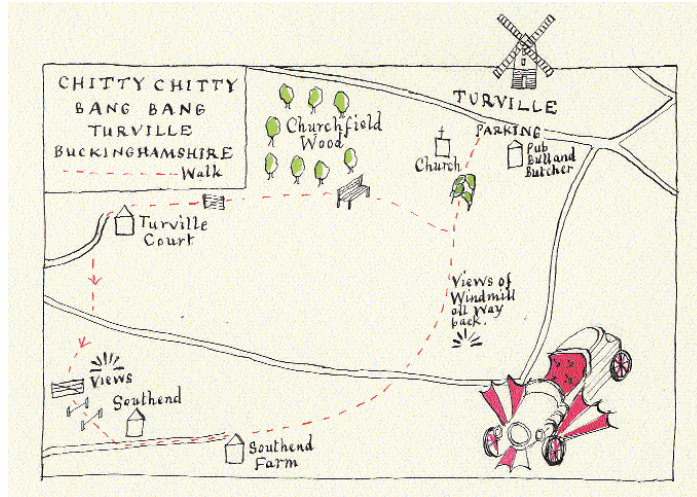 CHITTY CHITTY
BANG BANG
TURVILLE
BUCKINGHAMSHIRE
Walk
TURVILLE
PARKING
Churchfield
Wood
Church
Pub
Bull and
Butcher
Turville
Court
Views of
Windmill
all way
back.
Views
Southend
Southend
Farm